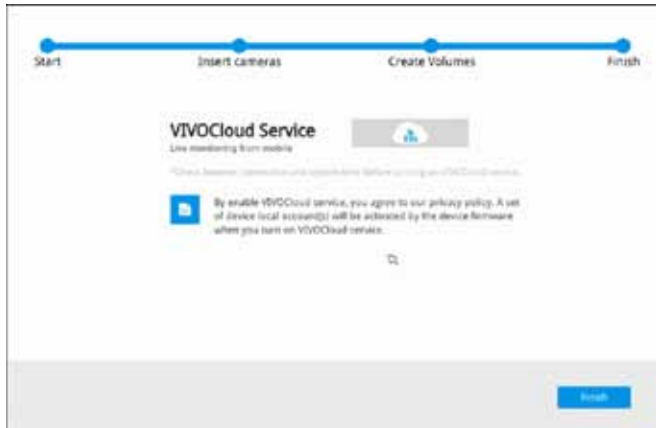 Start Insert cameras Create Volumes Finish
VIVOCloud Service
Live monitoring from mobile
By enable VIVOCloud service, you agree to our privacy policy. A set
of device local account(s) will be activated by the device firmware
when you turn on VIVOCloud service.
Finish